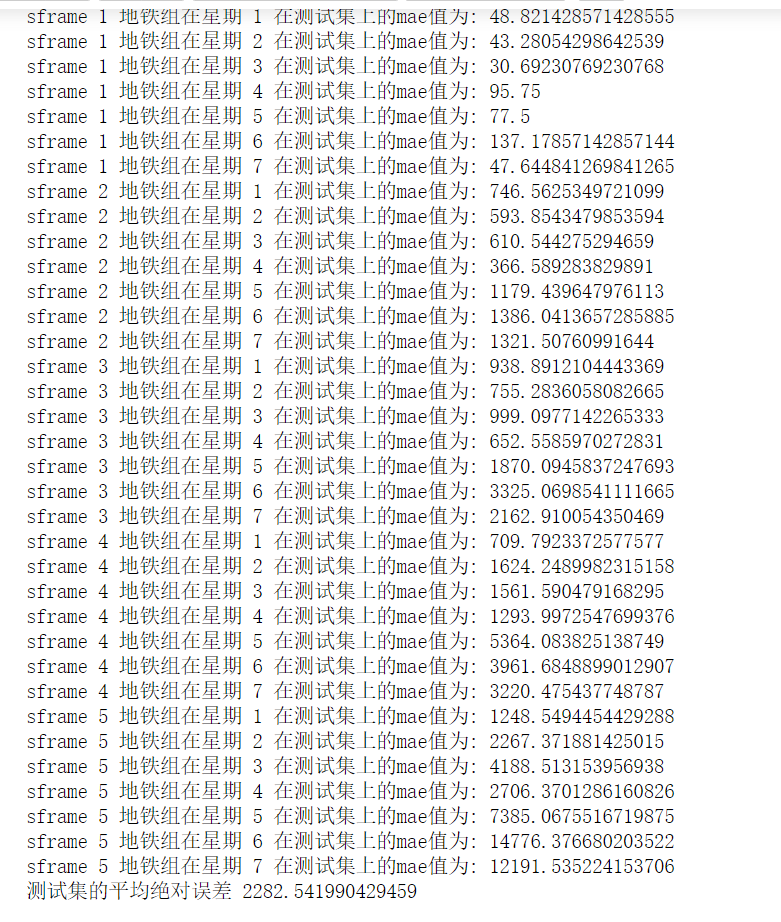 sframe 1 地铁组在星期 1 在测试集上的mae值为: 48.821428571428555
sframe 1 地铁组在星期 2 在测试集上的mae值为: 43.28054298642539
sframe 1 地铁组在星期 3 在测试集上的mae值为: 30.69230769230768
sframe 1 地铁组在星期 4 在测试集上的mae值为: 95.75
sframe 1 地铁组在星期 5 在测试集上的mae值为: 77.5
sframe 1 地铁组在星期 6 在测试集上的mae值为: 137.17857142857144
sframe 1 地铁组在星期 7 在测试集上的mae值为: 47.644841269841265
sframe 2 地铁组在星期 1 在测试集上的mae值为: 746.5625349721099
sframe 2 地铁组在星期 2 在测试集上的mae值为: 593.8543479853594
sframe 2 地铁组在星期 3 在测试集上的mae值为: 610.544275294659
sframe 2 地铁组在星期 4 在测试集上的mae值为: 366.589283829891
sframe 2 地铁组在星期 5 在测试集上的mae值为: 1179.439647976113
sframe 2 地铁组在星期 6 在测试集上的mae值为: 1386.0413657285885
sframe 2 地铁组在星期 7 在测试集上的mae值为: 1321.50760991644
sframe 3 地铁组在星期 1 在测试集上的mae值为: 938.8912104443369
sframe 3 地铁组在星期 2 在测试集上的mae值为: 755.2836058082665
sframe 3 地铁组在星期 3 在测试集上的mae值为: 999.0977142265333
sframe 3 地铁组在星期 4 在测试集上的mae值为: 652.5585970272831
sframe 3 地铁组在星期 5 在测试集上的mae值为: 1870.0945837247693
sframe 3 地铁组在星期 6 在测试集上的mae值为: 3325.0698541111665
sframe 3 地铁组在星期 7 在测试集上的mae值为: 2162.910054350469
sframe 4 地铁组在星期 1 在测试集上的mae值为: 709.7923372577577
sframe 4 地铁组在星期 2 在测试集上的mae值为: 1624.2489982315158
sframe 4 地铁组在星期 3 在测试集上的mae值为: 1561.590479168295
sframe 4 地铁组在星期 4 在测试集上的mae值为: 1293.9972547699376
sframe 4 地铁组在星期 5 在测试集上的mae值为: 5364.083825138749
sframe 4 地铁组在星期 6 在测试集上的mae值为: 3961.6848899012907
sframe 4 地铁组在星期 7 在测试集上的mae值为: 3220.475437748787
sframe 5 地铁组在星期 1 在测试集上的mae值为: 1248.5494454429288
sframe 5 地铁组在星期 2 在测试集上的mae值为: 2267.371881425015
sframe 5 地铁组在星期 3 在测试集上的mae值为: 4188.513153956938
sframe 5 地铁组在星期 4 在测试集上的mae值为: 2706.3701286160826
sframe 5 地铁组在星期 5 在测试集上的mae值为: 7385.0675516719875
sframe 5 地铁组在星期 6 在测试集上的mae值为: 14776.376680203522
sframe 5 地铁组在星期 7 在测试集上的mae值为: 12191.535224153706
测试集的平均绝对误差 2282.541990429459